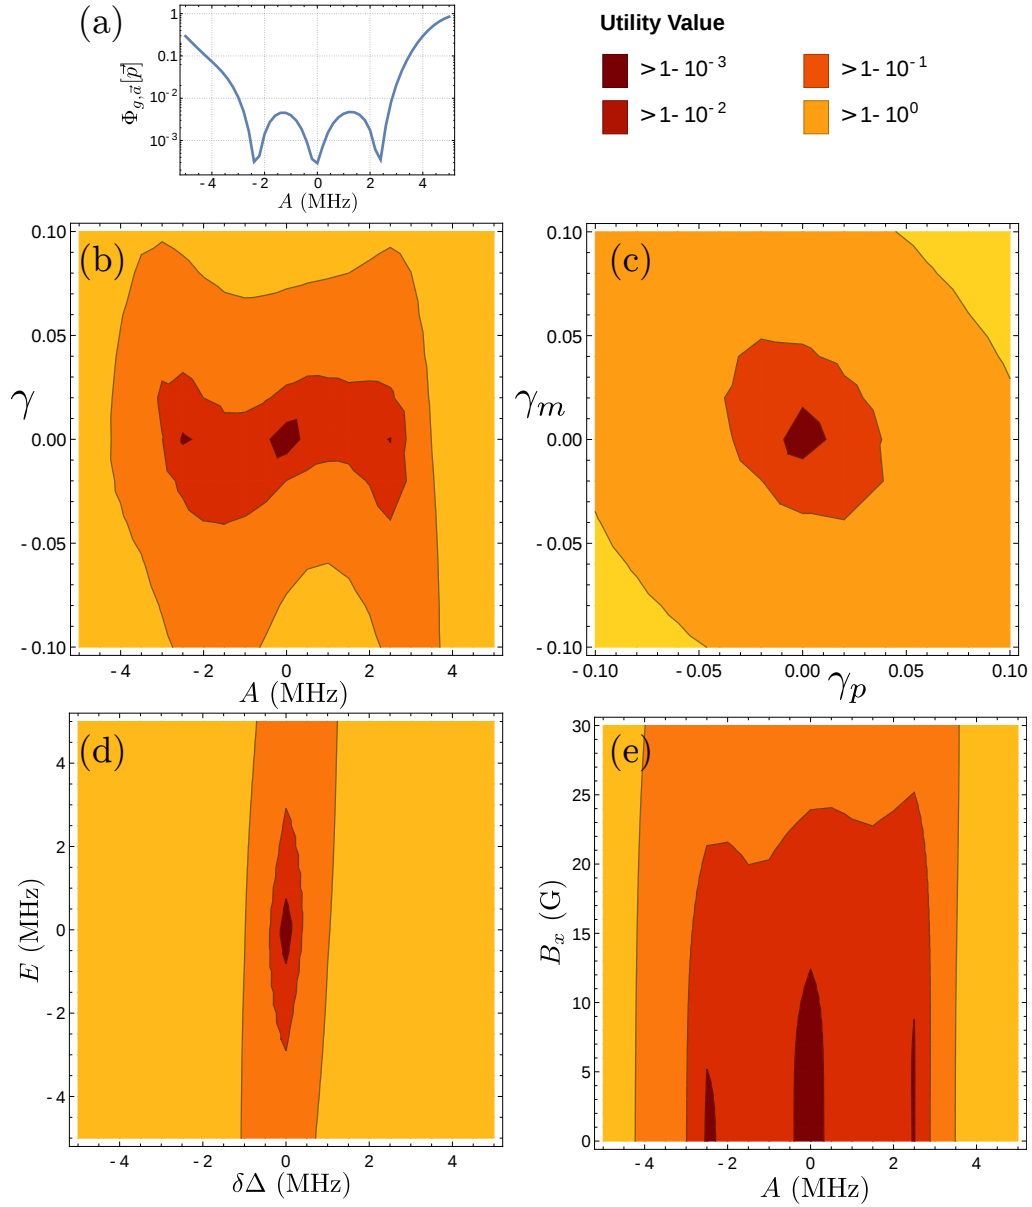 (a)
1
0.1
10⁻²
10⁻³
Φ_{g,a⃗}[p⃗]
-4 -2 0 2 4
A (MHz)
Utility Value
>1-10⁻³ >1-10⁻¹
>1-10⁻² >1-10⁰
(b)
0.10
0.05
0.00
-0.05
-0.10
γ
-4 -2 0 2 4
A (MHz)
(c)
0.10
0.05
0.00
-0.05
-0.10
γ_m
-0.10 -0.05 0.00 0.05 0.10
γ_p
(d)
4
2
0
-2
-4
E (MHz)
-4 -2 0 2 4
δΔ (MHz)
(e)
30
25
20
15
10
5
0
B_x (G)
-4 -2 0 2 4
A (MHz)